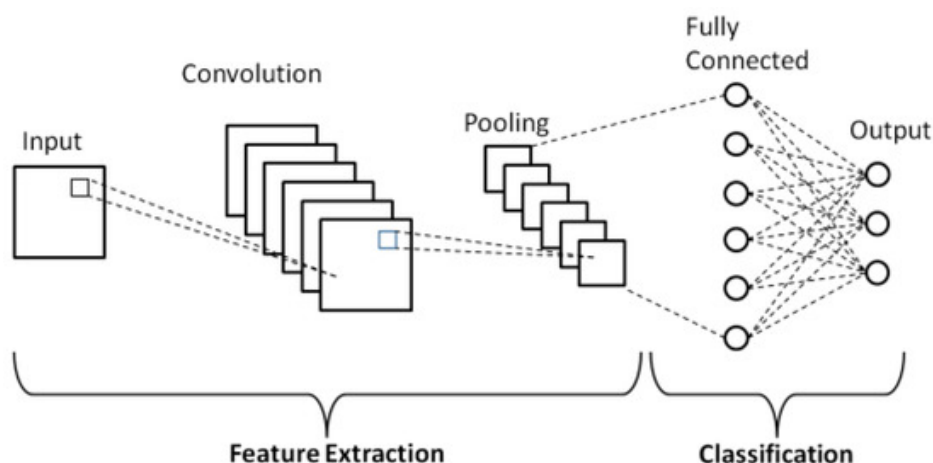 Input
Convolution
Pooling
Fully
Connected
Output
Feature Extraction
Classification